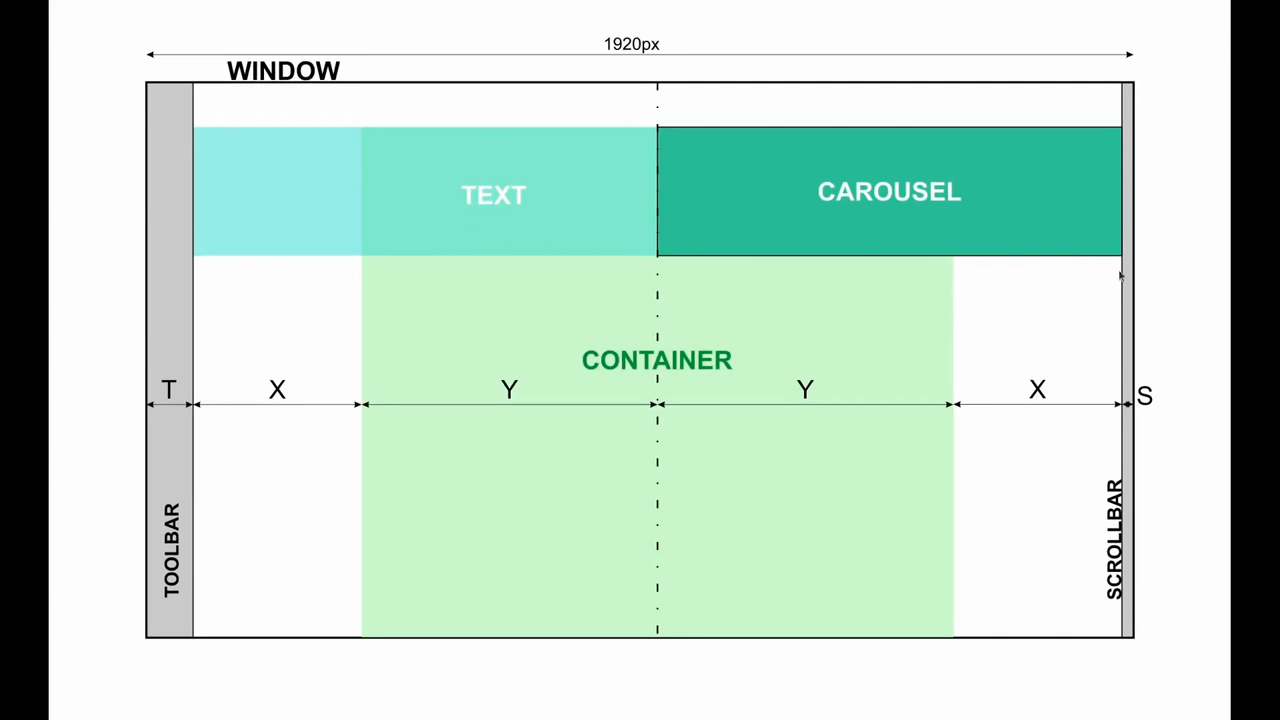 1920px
WINDOW
TEXT
CAROUSEL
CONTAINER
T
X
Y
Y
X
S
TOOLBAR
SCROLLBAR